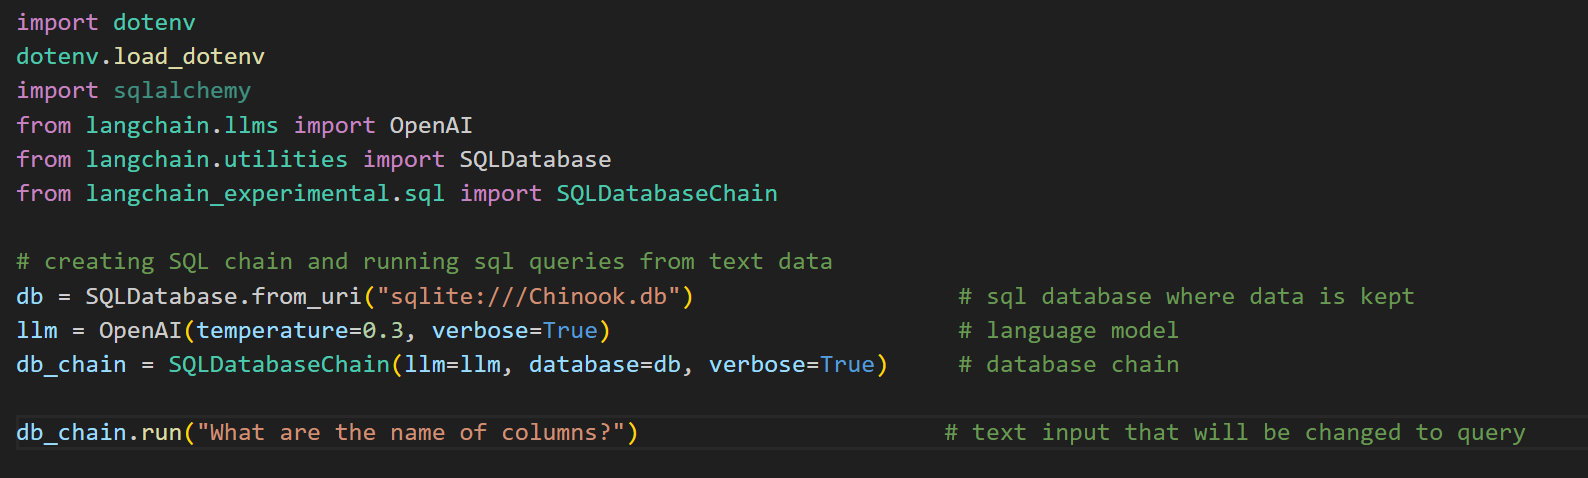 import dotenv
dotenv.load_dotenv
import sqlalchemy
from langchain.llms import OpenAI
from langchain.utilities import SQLDatabase
from langchain_experimental.sql import SQLDatabaseChain
# creating SQL chain and running sql queries from text data
db = SQLDatabase.from_uri("sqlite:///Chinook.db") # sql database where data is kept
llm = OpenAI(temperature=0.3, verbose=True) # language model
db_chain = SQLDatabaseChain(llm=llm, database=db, verbose=True) # database chain
db_chain.run("What are the name of columns?") # text input that will be changed to query